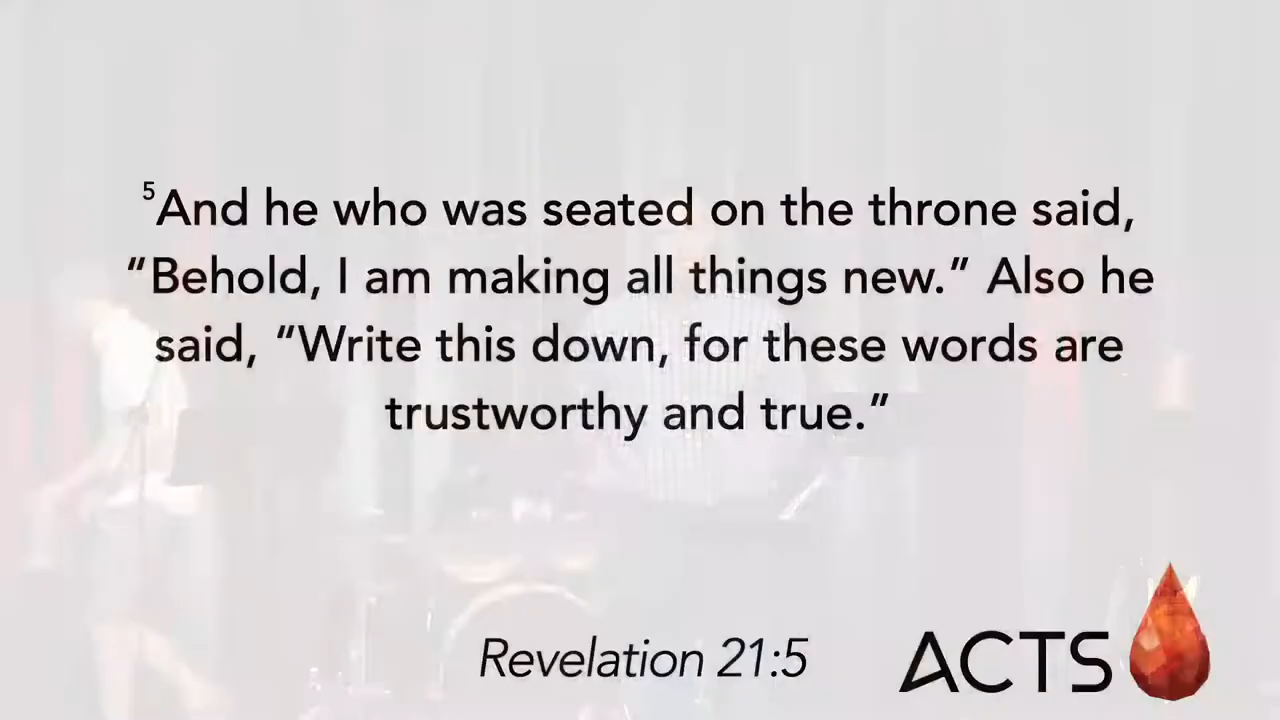 ⁵And he who was seated on the throne said,
“Behold, I am making all things new.” Also he
said, “Write this down, for these words are
trustworthy and true.”
Revelation 21:5
ACTS